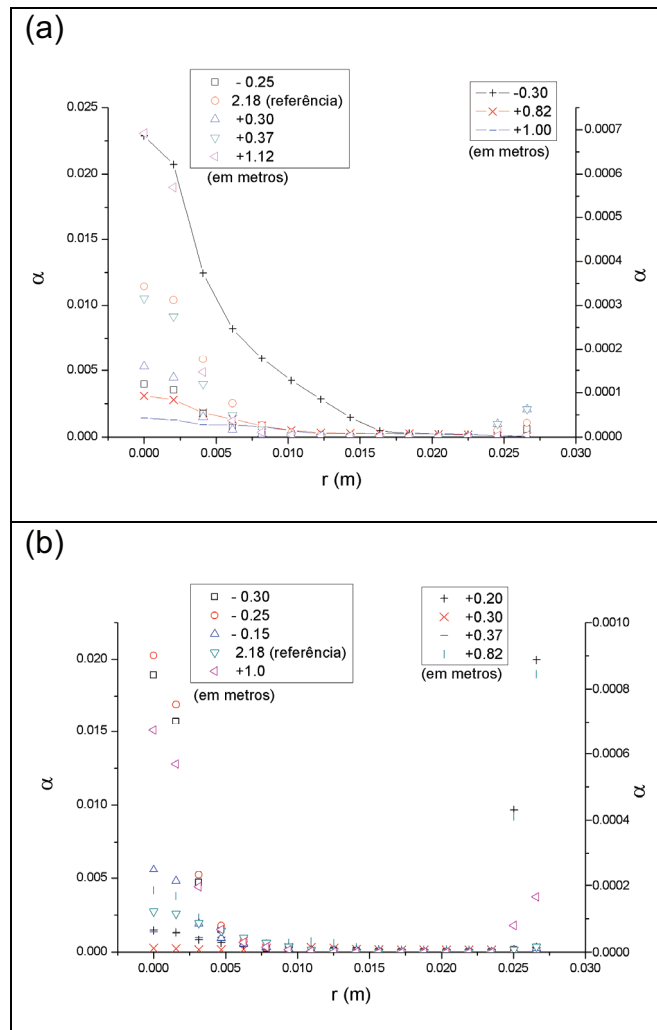 (a)
- 0.25
2.18 (referência)
+0.30
+0.37
+1.12
(em metros)
-0.30
+0.82
+1.00
(em metros)
0.025
0.020
0.015
0.010
0.005
0.000
α
0.0007
0.0006
0.0005
0.0004
0.0003
0.0002
0.0001
0.0000
α
0.000 0.005 0.010 0.015 0.020 0.025 0.030
r (m)
(b)
- 0.30
- 0.25
- 0.15
2.18 (referência)
+1.0
(em metros)
+0.20
+0.30
+0.37
+0.82
(em metros)
0.020
0.015
0.010
0.005
0.000
α
0.0010
0.0008
0.0006
0.0004
0.0002
0.0000
α
0.000 0.005 0.010 0.015 0.020 0.025 0.030
r (m)